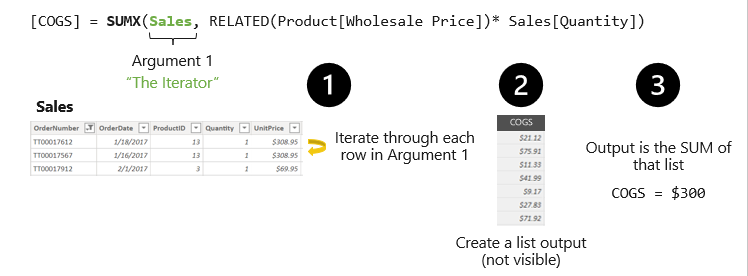 [COGS] = SUMX(Sales, RELATED(Product[Wholesale Price])* Sales[Quantity])
Argument 1
“The Iterator”
1
2
3
Sales
OrderNumber OrderDate ProductID Quantity UnitPrice
TT00017612 1/18/2017 13 1 $308.95
TT00017567 1/16/2017 13 1 $308.95
TT00017912 2/1/2017 3 1 $69.95
Iterate through each
row in Argument 1
COGS
$21.12
$75.91
$11.33
$41.99
$9.17
$27.83
$71.92
Create a list output
(not visible)
Output is the SUM of
that list
COGS = $300